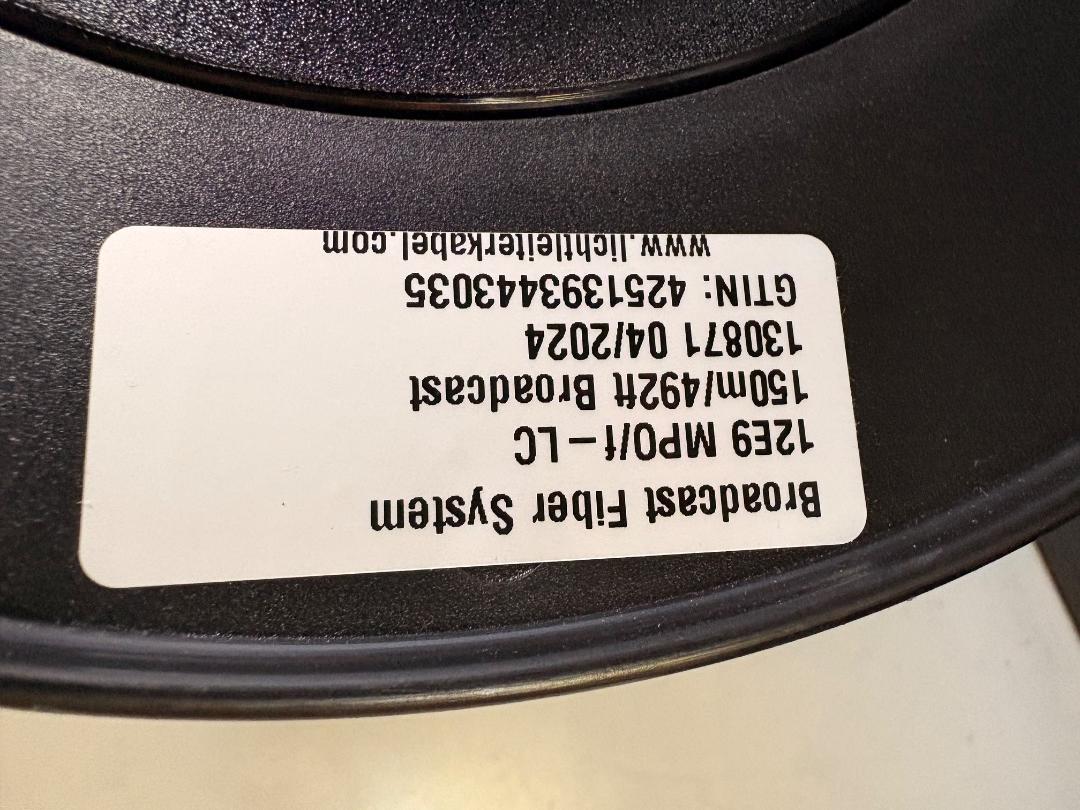 Broadcast Fiber System
12E9 MPO/f – LC
150m/492ft Broadcast
130871 04/2024
GTIN: 4251393443035
www.lichtleiterkabel.com